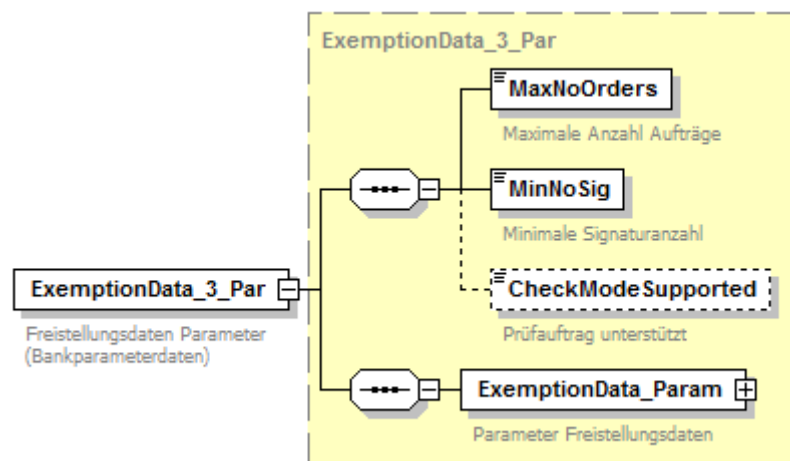 ExemptionData_3_Par
MaxNoOrders
Maximale Anzahl Aufträge
MinNoSig
Minimale Signaturanzahl
ExemptionData_3_Par
Freistellungsdaten Parameter
(Bankparameterdaten)
CheckModeSupported
Prüfauftrag unterstützt
ExemptionData_Param
Parameter Freistellungsdaten